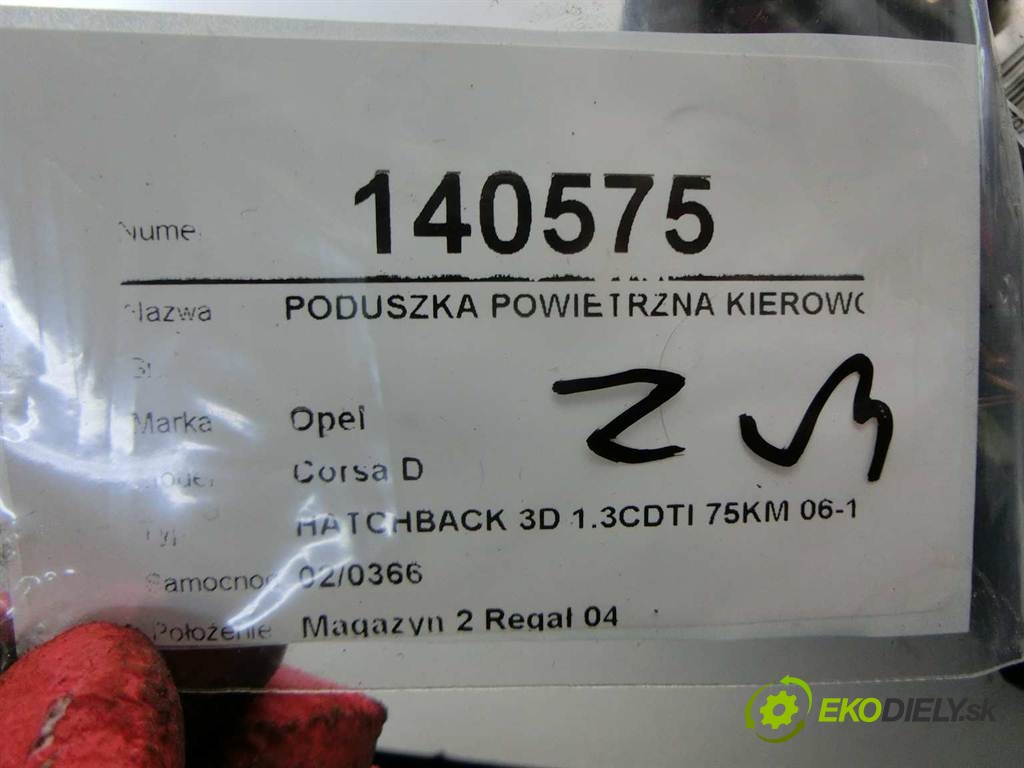 Nume
140575
Nazwa PODUSZKA POWIETRZNA KIEROWC
Marka Opel
Corsa D
Typ HATCHBACK 3D 1.3CDTI 75KM 06-1
Samochod 02/0366
Położenie Magazyn 2 Regał 04
EKODIELY.sk